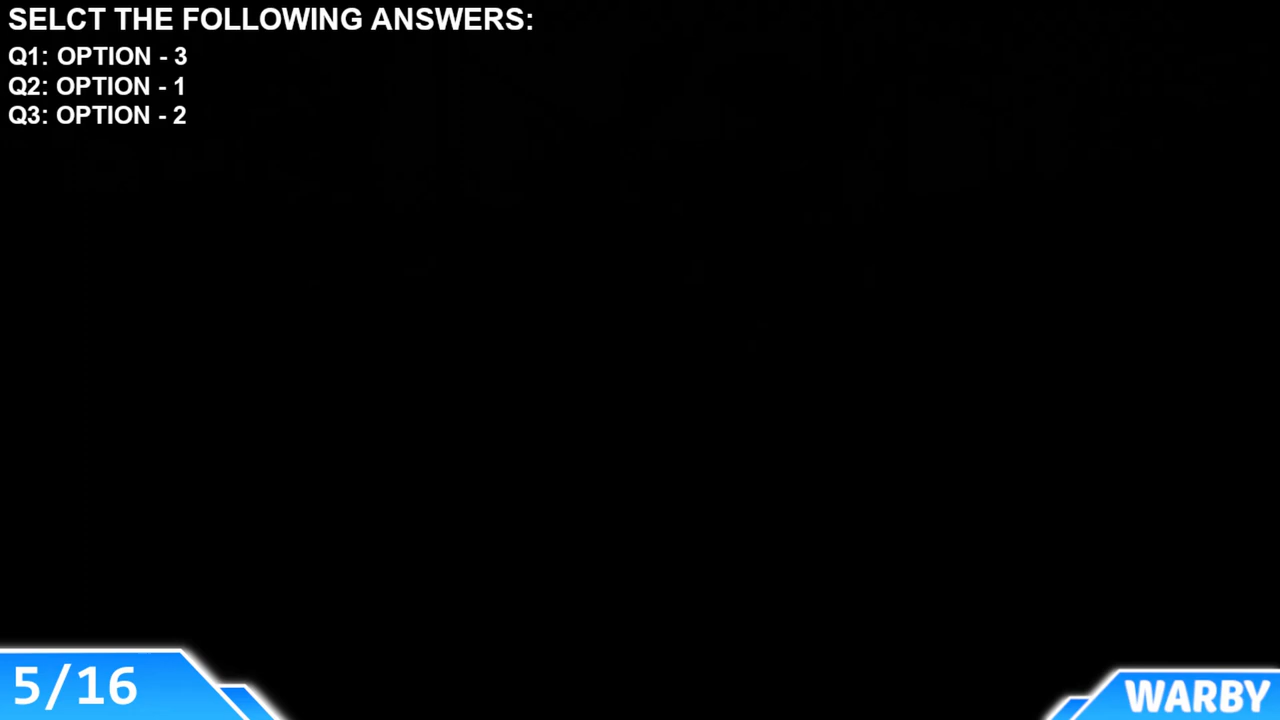 SELCT THE FOLLOWING ANSWERS:
Q1: OPTION - 3
Q2: OPTION - 1
Q3: OPTION - 2
5/16
WARBY